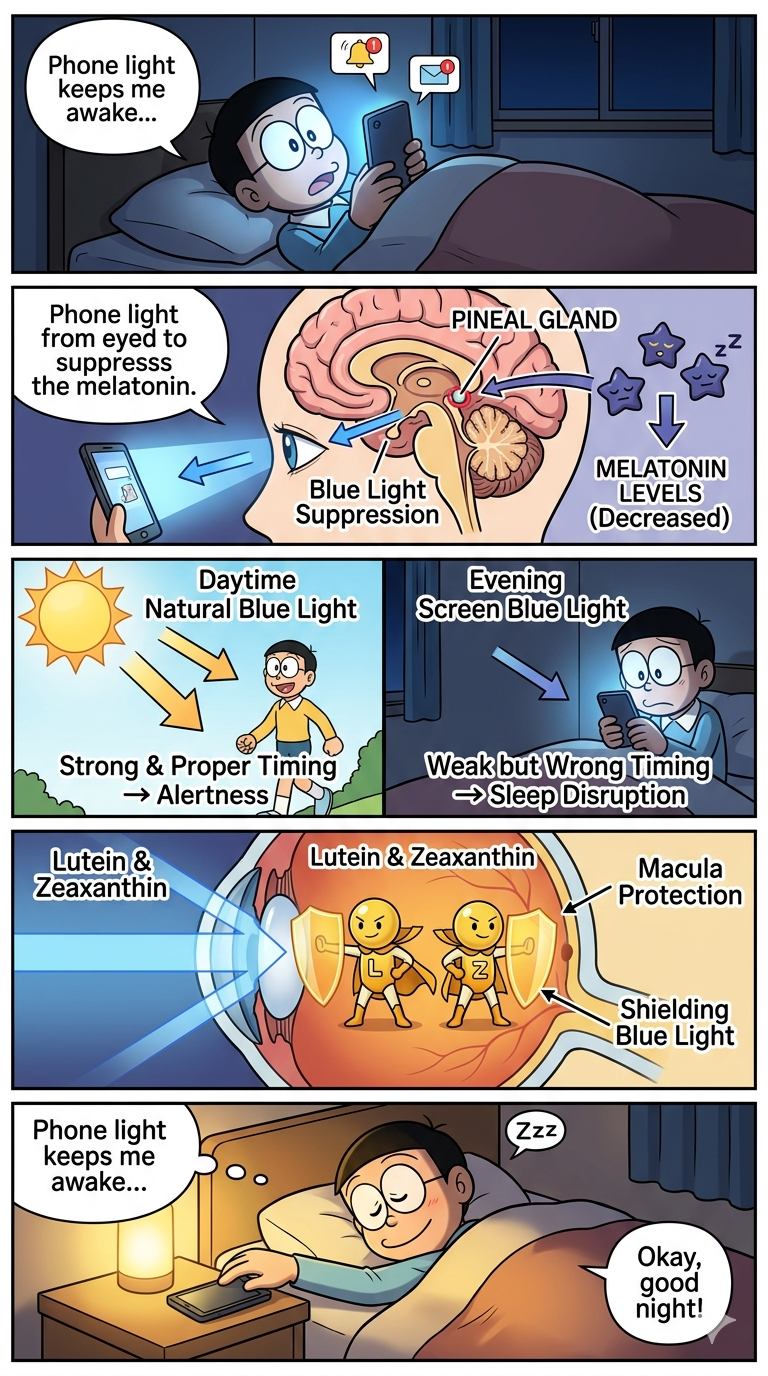 Phone light
keeps me
awake...
1
1
Phone light
from eyed to
suppresss
the melatonin.
PINEAL GLAND
zz
Blue Light
Suppression
MELATONIN
LEVELS
(Decreased)
Daytime
Natural Blue Light
Strong & Proper Timing
→ Alertness
Evening
Screen Blue Light
Weak but Wrong Timing
→ Sleep Disruption
Lutein &
Zeaxanthin
Lutein & Zeaxanthin
L
Z
Macula
Protection
Shielding
Blue Light
Phone light
keeps me
awake...
Zzz
Okay,
good
night!